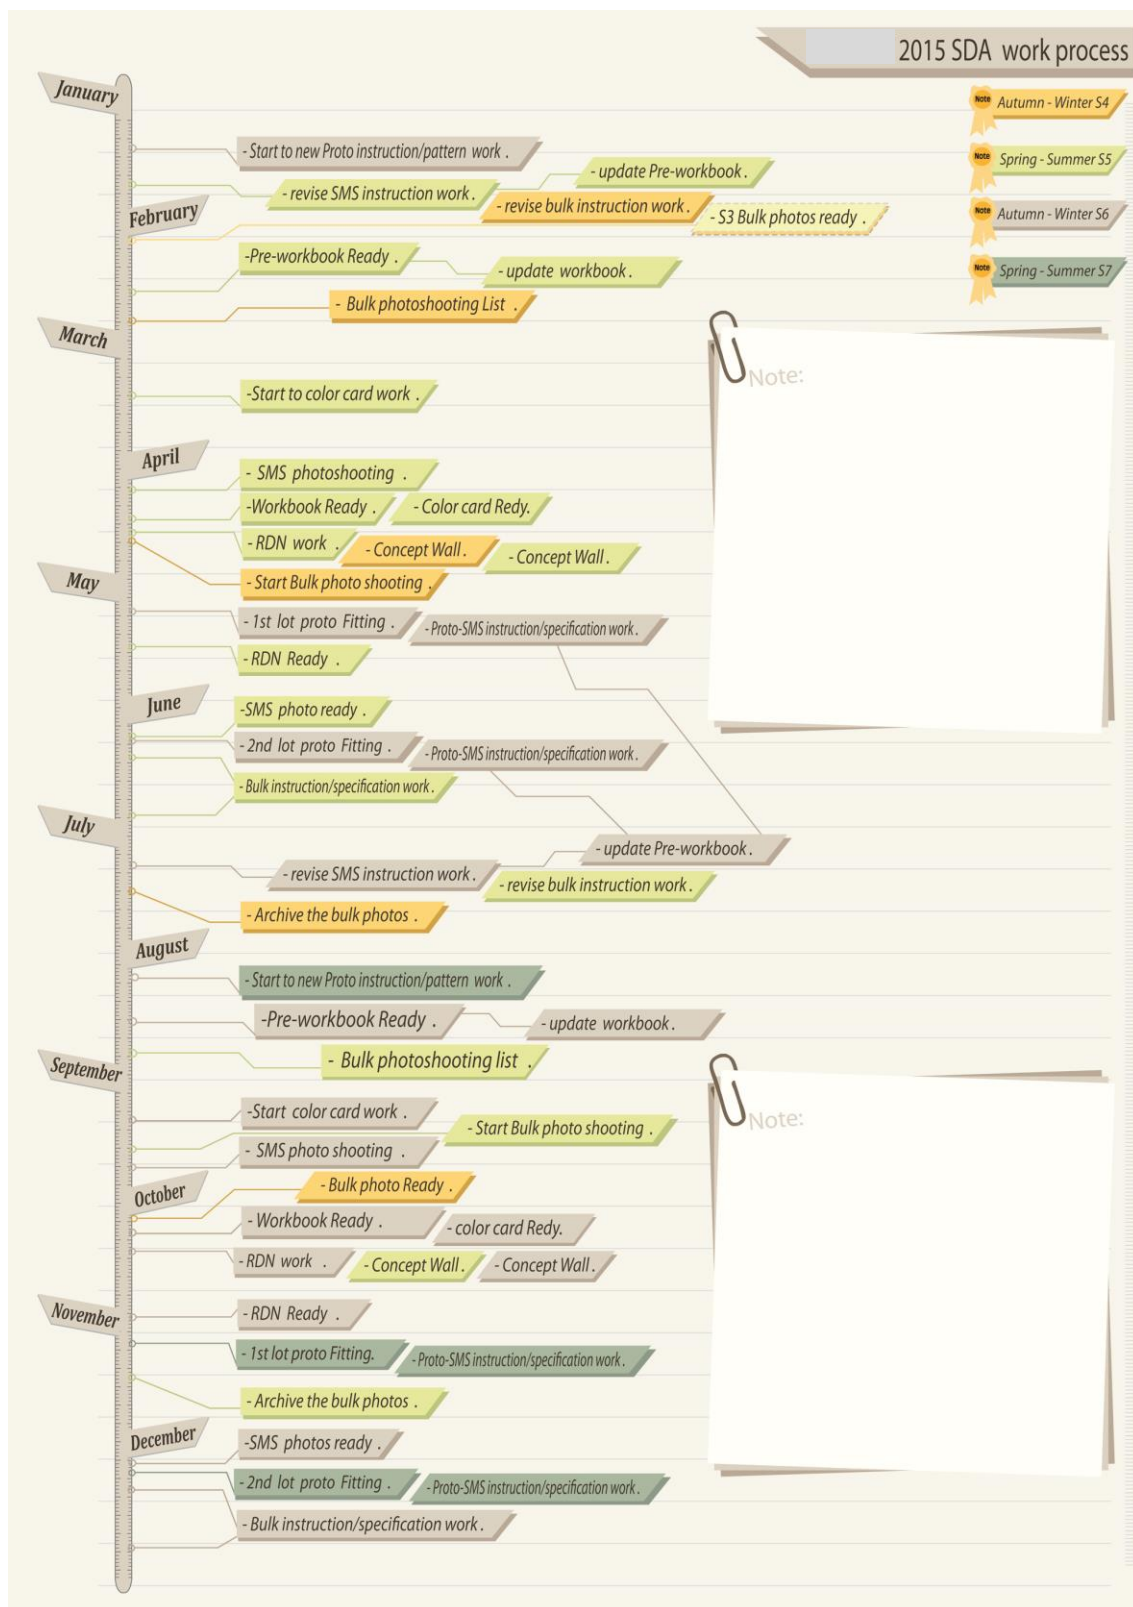 2015 SDA work process
January
Note Autumn - Winter S4
- Start to new Proto instruction/pattern work .
Note Spring - Summer S5
- update Pre-workbook .
- revise SMS instruction work .
February
- revise bulk instruction work .
- S3 Bulk photos ready .
Note Autumn - Winter S6
-Pre-workbook Ready .
- update workbook .
Note Spring - Summer S7
- Bulk photoshooting List .
March
Note:
-Start to color card work .
April
- SMS photoshooting .
-Workbook Ready .
- Color card Redy.
- RDN work .
- Concept Wall .
- Concept Wall .
May
- Start Bulk photo shooting .
- 1st lot proto Fitting .
- Proto-SMS instruction/specification work .
- RDN Ready .
June
-SMS photo ready .
- 2nd lot proto Fitting .
- Proto-SMS instruction/specification work .
- Bulk instruction/specification work .
July
- update Pre-workbook .
- revise SMS instruction work .
- revise bulk instruction work .
- Archive the bulk photos .
August
- Start to new Proto instruction/pattern work .
-Pre-workbook Ready .
- update workbook .
- Bulk photoshooting list .
September
-Start color card work .
Note:
- Start Bulk photo shooting .
- SMS photo shooting .
October
- Bulk photo Ready .
- Workbook Ready .
- color card Redy.
- RDN work .
- Concept Wall .
- Concept Wall .
November
- RDN Ready .
- 1st lot proto Fitting.
- Proto-SMS instruction/specification work .
- Archive the bulk photos .
December
-SMS photos ready .
- 2nd lot proto Fitting .
- Proto-SMS instruction/specification work .
- Bulk instruction/specification work .